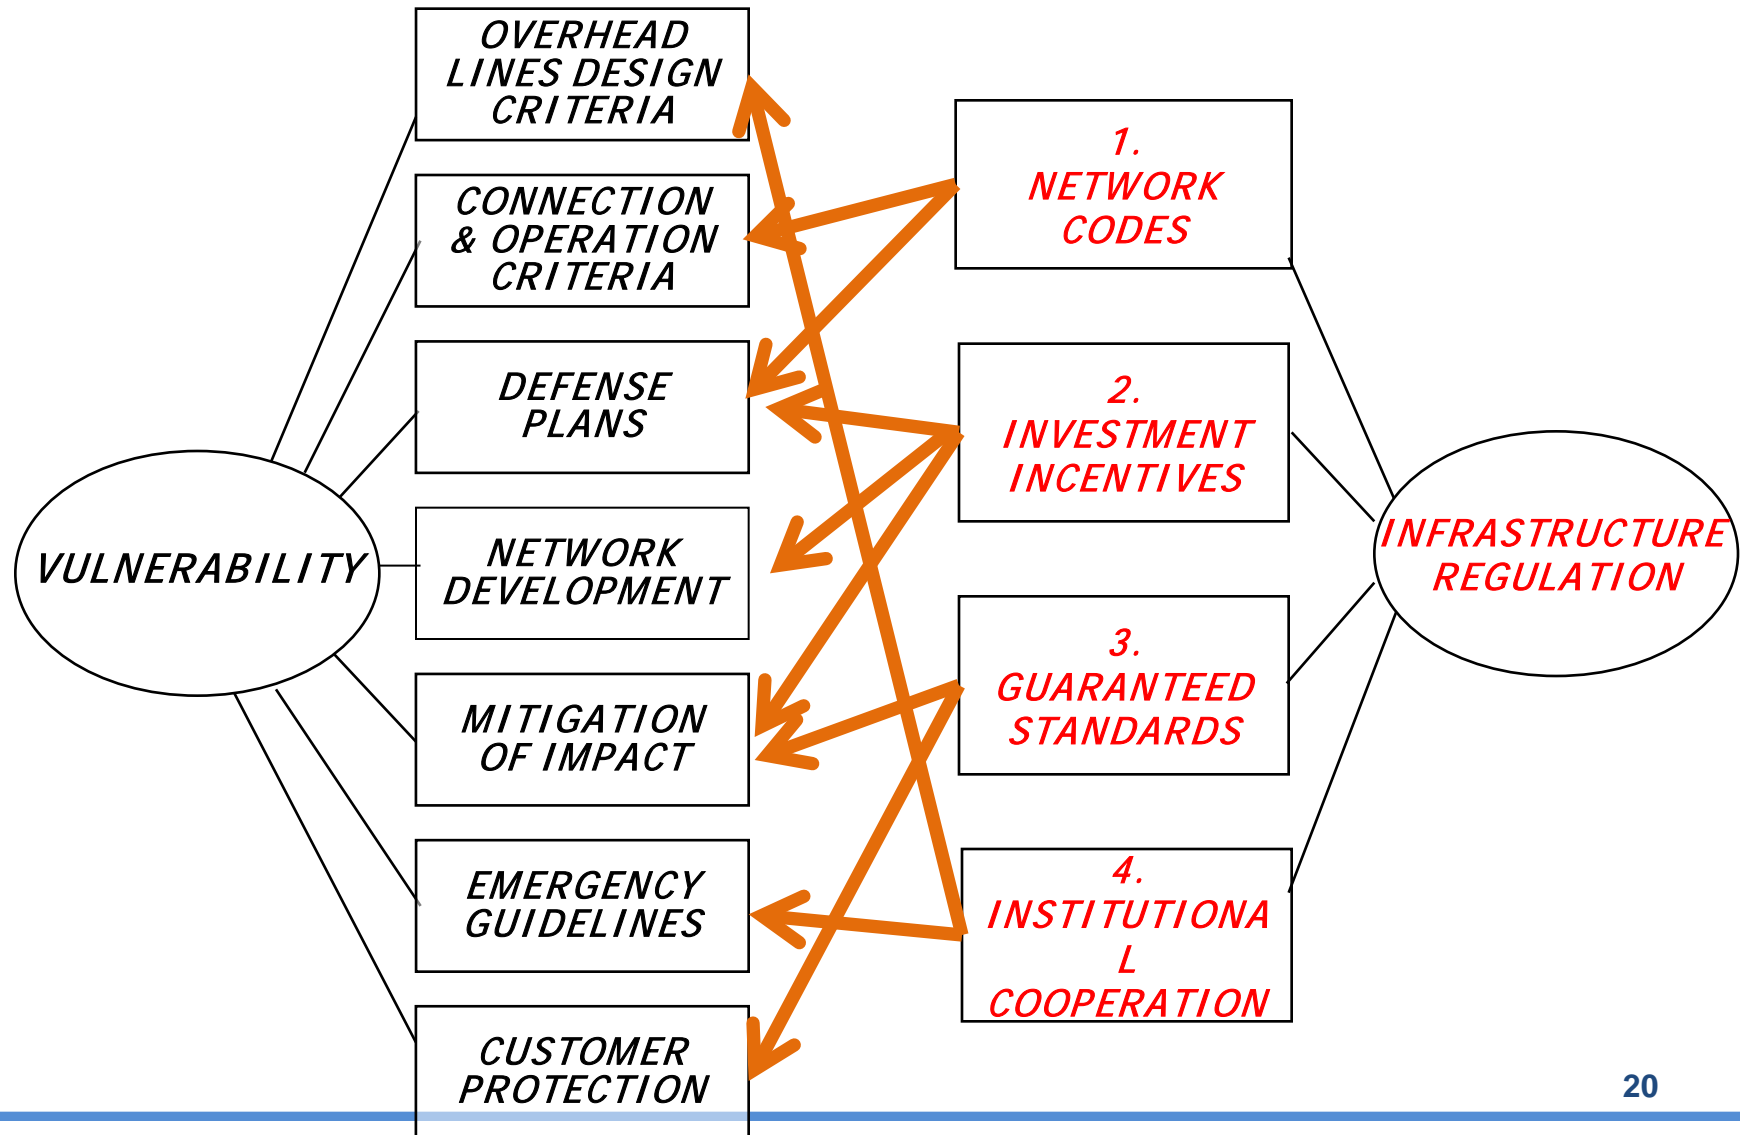 OVERHEAD
LINES DESIGN
CRITERIA
CONNECTION
& OPERATION
CRITERIA
DEFENSE
PLANS
NETWORK
DEVELOPMENT
MITIGATION
OF IMPACT
EMERGENCY
GUIDELINES
CUSTOMER
PROTECTION
VULNERABILITY
1.
NETWORK
CODES
2.
INVESTMENT
INCENTIVES
3.
GUARANTEED
STANDARDS
4.
INSTITUTIONA
L
COOPERATION
INFRASTRUCTURE
REGULATION
20